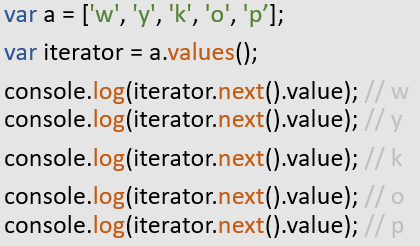 var a = ['w', 'y', 'k', 'o', 'p’];
var iterator = a.values();
console.log(iterator.next().value); // w
console.log(iterator.next().value); // y
console.log(iterator.next().value); // k
console.log(iterator.next().value); // o
console.log(iterator.next().value); // p